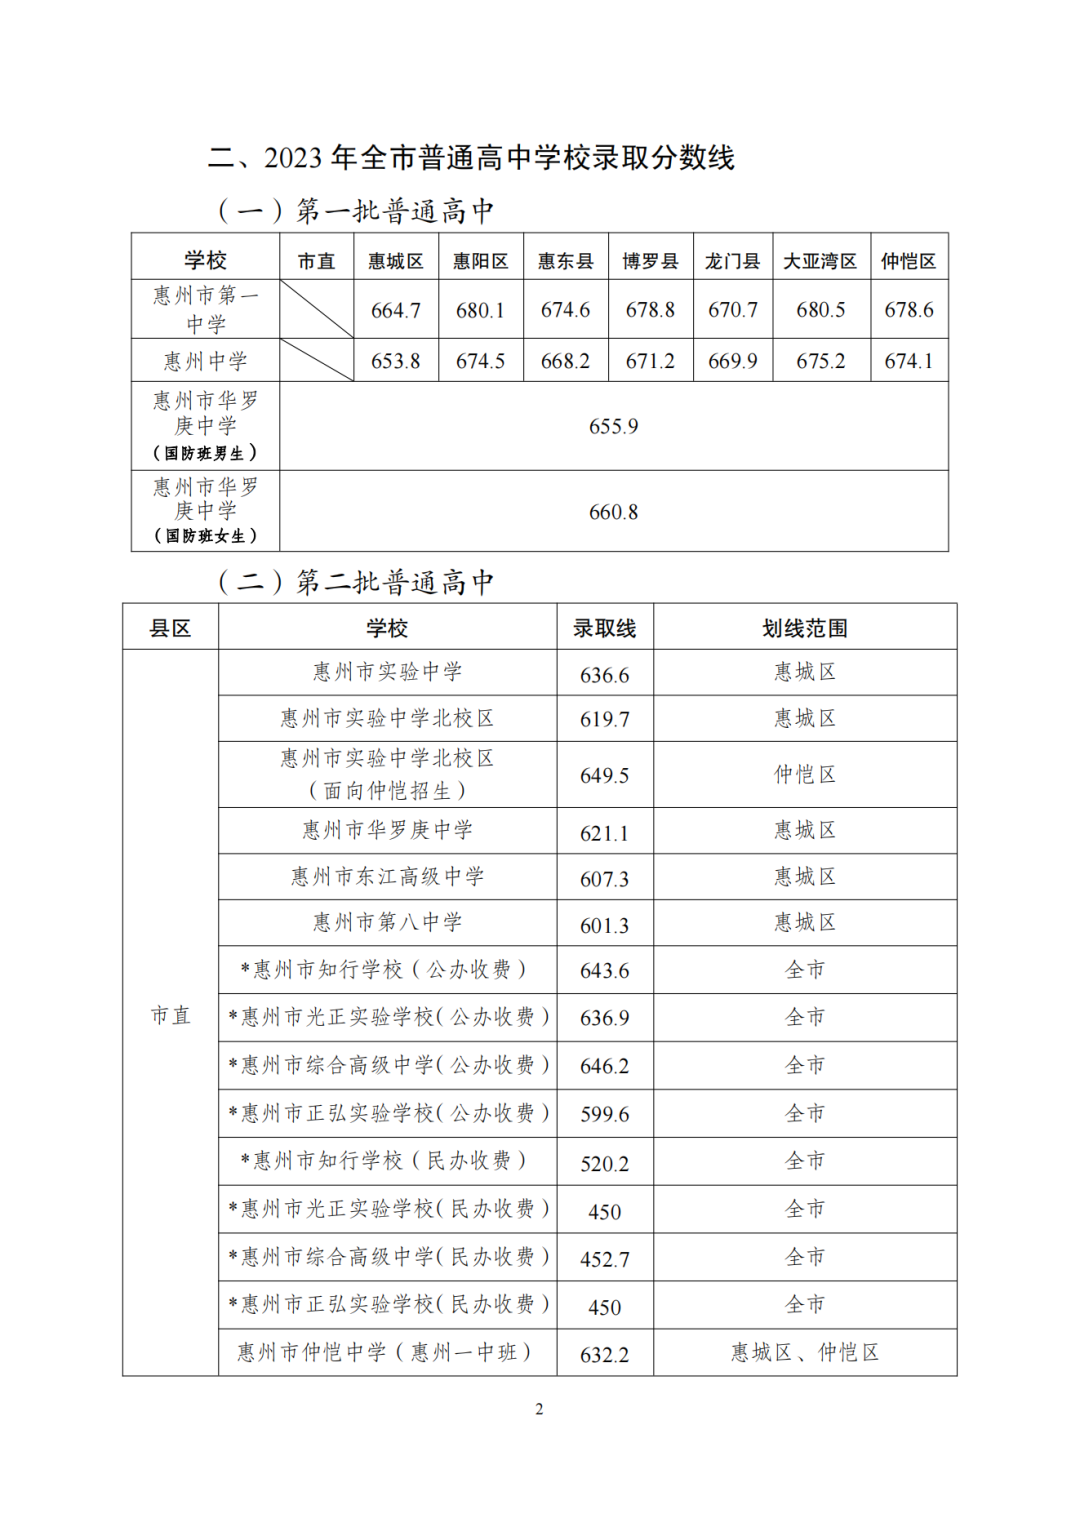 二、2023 年全市普通高中学校录取分数线
（一）第一批普通高中
学校 市直 惠城区 惠阳区 惠东县 博罗县 龙门县 大亚湾区 仲恺区
惠州市第一
中学 664.7 680.1 674.6 678.8 670.7 680.5 678.6
惠州中学 653.8 674.5 668.2 671.2 669.9 675.2 674.1
惠州市华罗
庚中学 655.9
（国防班男生）
惠州市华罗
庚中学 660.8
（国防班女生）
（二）第二批普通高中
县区 学校 录取线 划线范围
惠州市实验中学 636.6 惠城区
惠州市实验中学北校区 619.7 惠城区
惠州市实验中学北校区
（面向仲恺招生） 649.5 仲恺区
惠州市华罗庚中学 621.1 惠城区
惠州市东江高级中学 607.3 惠城区
惠州市第八中学 601.3 惠城区
*惠州市知行学校（公办收费） 643.6 全市
市直 *惠州市光正实验学校（公办收费） 636.9 全市
*惠州市综合高级中学（公办收费） 646.2 全市
*惠州市正弘实验学校（公办收费） 599.6 全市
*惠州市知行学校（民办收费） 520.2 全市
*惠州市光正实验学校（民办收费） 450 全市
*惠州市综合高级中学（民办收费） 452.7 全市
*惠州市正弘实验学校（民办收费） 450 全市
惠州市仲恺中学（惠州一中班） 632.2 惠城区、仲恺区
2